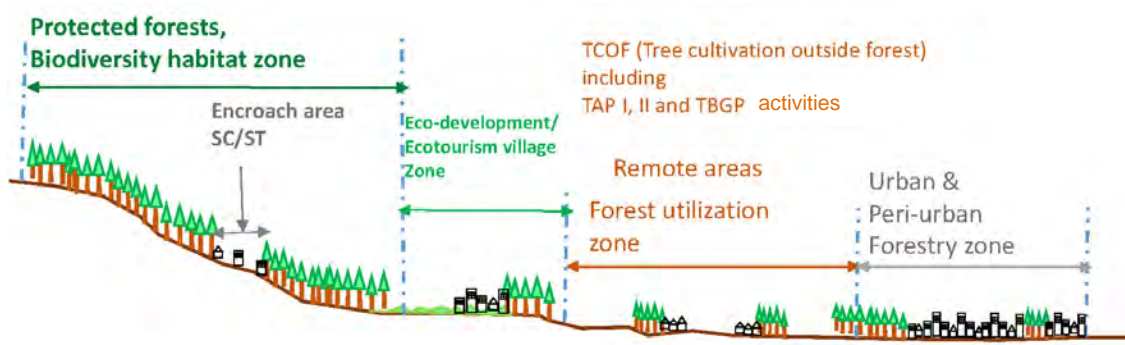 Protected forests,
Biodiversity habitat zone
Encroach area
SC/ST
Eco-development/
Ecotourism village
Zone
TCOF (Tree cultivation outside forest)
including
TAP I, II and TBGP activities
Remote areas
Forest utilization
zone
Urban &
Peri-urban
Forestry zone